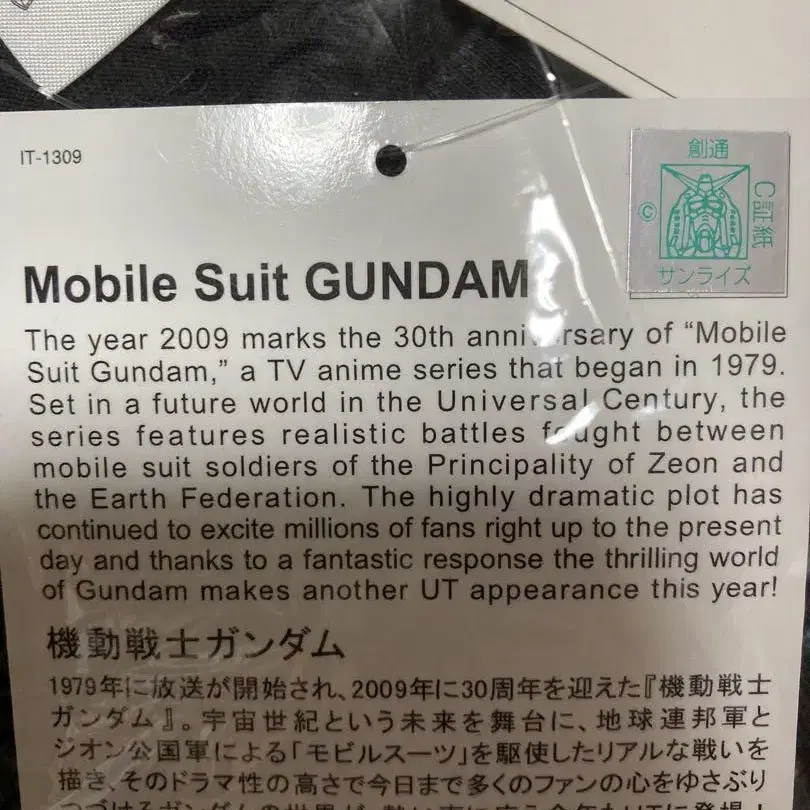 IT-1309
創通
C証紙
©
サンライズ
Mobile Suit GUNDAM
The year 2009 marks the 30th anniversary of “Mobile
Suit Gundam,” a TV anime series that began in 1979.
Set in a future world in the Universal Century, the
series features realistic battles fought between
mobile suit soldiers of the Principality of Zeon and
the Earth Federation. The highly dramatic plot has
continued to excite millions of fans right up to the present
day and thanks to a fantastic response the thrilling world
of Gundam makes another UT appearance this year!
機動戦士ガンダム
1979年に放送が開始され、2009年に30周年を迎えた『機動戦士
ガンダム』。宇宙世紀という未来を舞台に、地球連邦軍と
ジオン公国軍による「モビルスーツ」を駆使したリアルな戦いを
描き、そのドラマ性の高さで今日まで多くのファンの心をゆさぶり